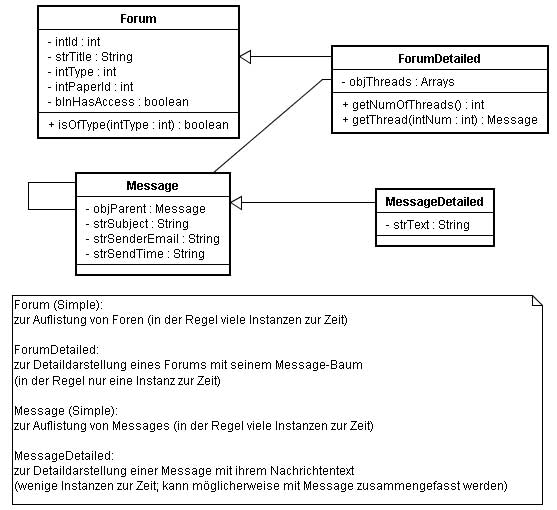 Forum
- intId : int
- strTitle : String
- intType : int
- intPaperId : int
- blnHasAccess : boolean
+ isOfType(intType : int) : boolean
ForumDetailed
- objThreads : Arrays
+ getNumOfThreads() : int
+ getThread(intNum : int) : Message
Message
- objParent : Message
- strSubject : String
- strSenderEmail : String
- strSendTime : String
MessageDetailed
- strText : String
Forum (Simple):
zur Auflistung von Foren (in der Regel viele Instanzen zur Zeit)
ForumDetailed:
zur Detaildarstellung eines Forums mit seinem Message-Baum
(in der Regel nur eine Instanz zur Zeit)
Message (Simple):
zur Auflistung von Messages (in der Regel viele Instanzen zur Zeit)
MessageDetailed:
zur Detaildarstellung einer Message mit ihrem Nachrichtentext
(wenige Instanzen zur Zeit; kann möglicherweise mit Message zusammengefasst werden)